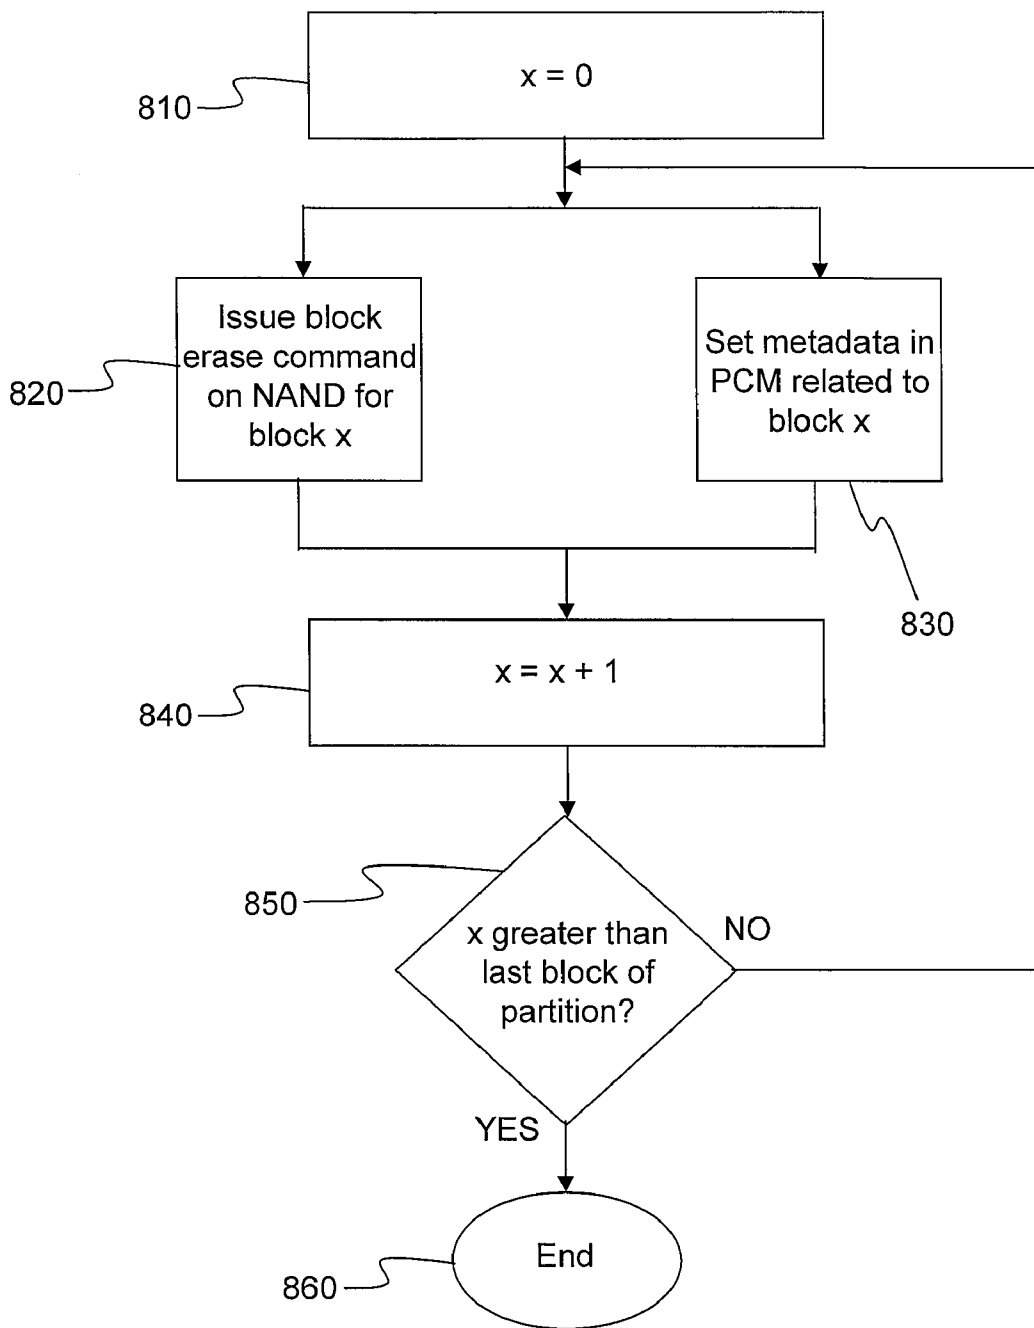 x = 0
810
Issue block
erase command
on NAND for
block x
820
Set metadata in
PCM related to
block x
830
x = x + 1
840
850
x greater than
last block of
partition?
NO
YES
End
860